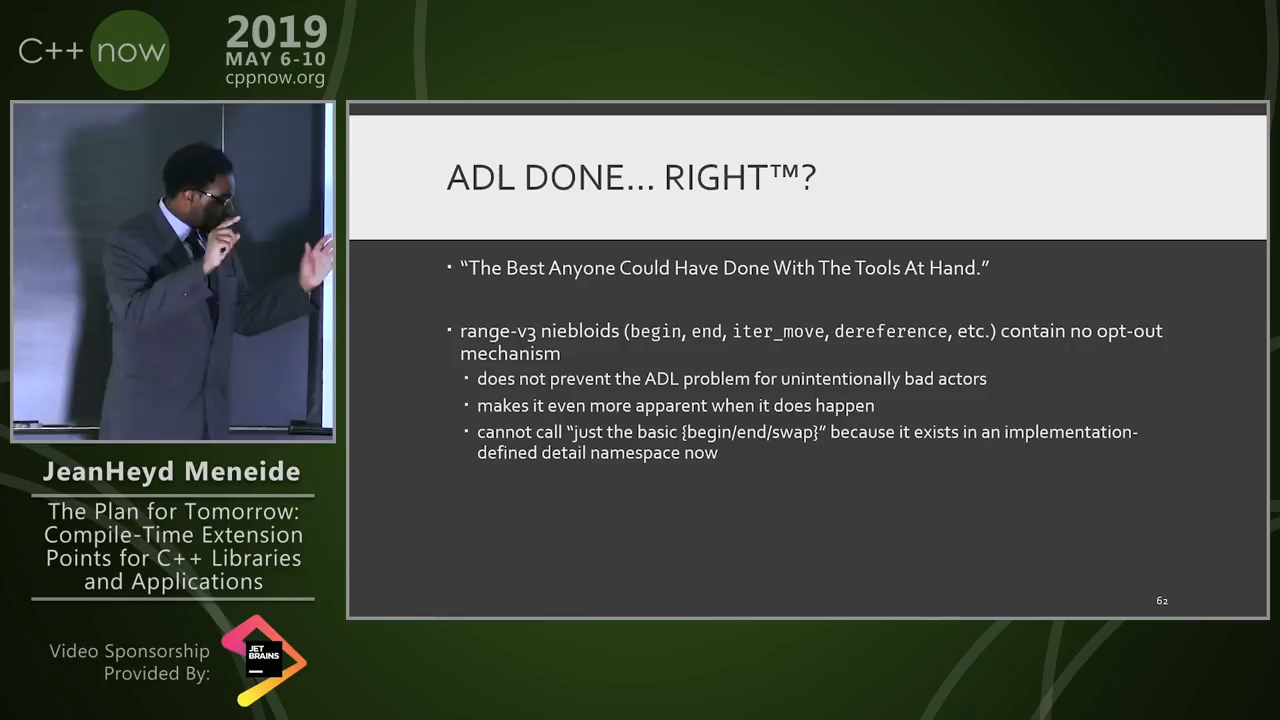 C++ now
2019
MAY 6-10
cppnow.org
ADL DONE... RIGHT™?
▪ “The Best Anyone Could Have Done With The Tools At Hand.”
▪ range-v3 niebloids (begin, end, iter_move, dereference, etc.) contain no opt-out
mechanism
▪ does not prevent the ADL problem for unintentionally bad actors
▪ makes it even more apparent when it does happen
▪ cannot call “just the basic {begin/end/swap}” because it exists in an implementation-
defined detail namespace now
62
JeanHeyd Meneide
The Plan for Tomorrow:
Compile-Time Extension
Points for C++ Libraries
and Applications
Video Sponsorship
Provided By:
JET
BRAINS